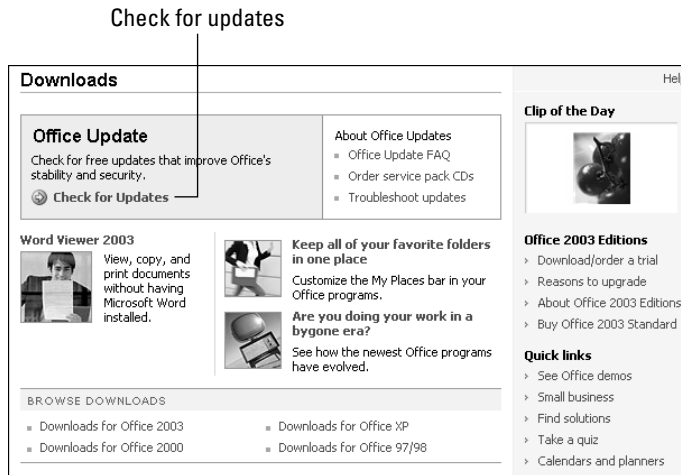 Check for updates
Downloads
Office Update
Check for free updates that improve Office's
stability and security.
Check for Updates
About Office Updates
Office Update FAQ
Order service pack CDs
Troubleshoot updates
Word Viewer 2003
View, copy, and
print documents
without having
Microsoft Word
installed.
Keep all of your favorite folders
in one place
Customize the My Places bar in your
Office programs.
Are you doing your work in a
bygone era?
See how the newest Office programs
have evolved.
BROWSE DOWNLOADS
Downloads for Office 2003
Downloads for Office XP
Downloads for Office 2000
Downloads for Office 97/98
Hel
Clip of the Day
Office 2003 Editions
Download/order a trial
Reasons to upgrade
About Office 2003 Editions
Buy Office 2003 Standard
Quick links
See Office demos
Small business
Find solutions
Take a quiz
Calendars and planners